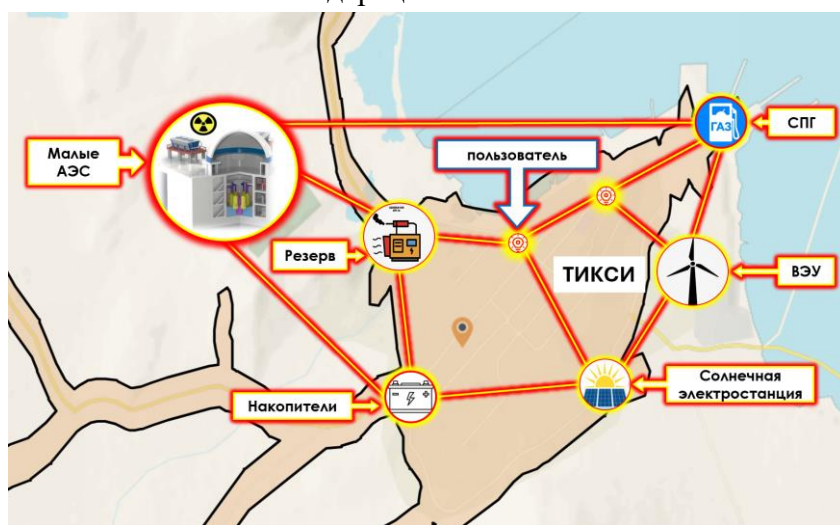 СПГ
ГАЗ
Малые
АЭС
пользователь
Резерв
ТИКСИ
ВЭУ
Солнечная
электростанция
Накопители